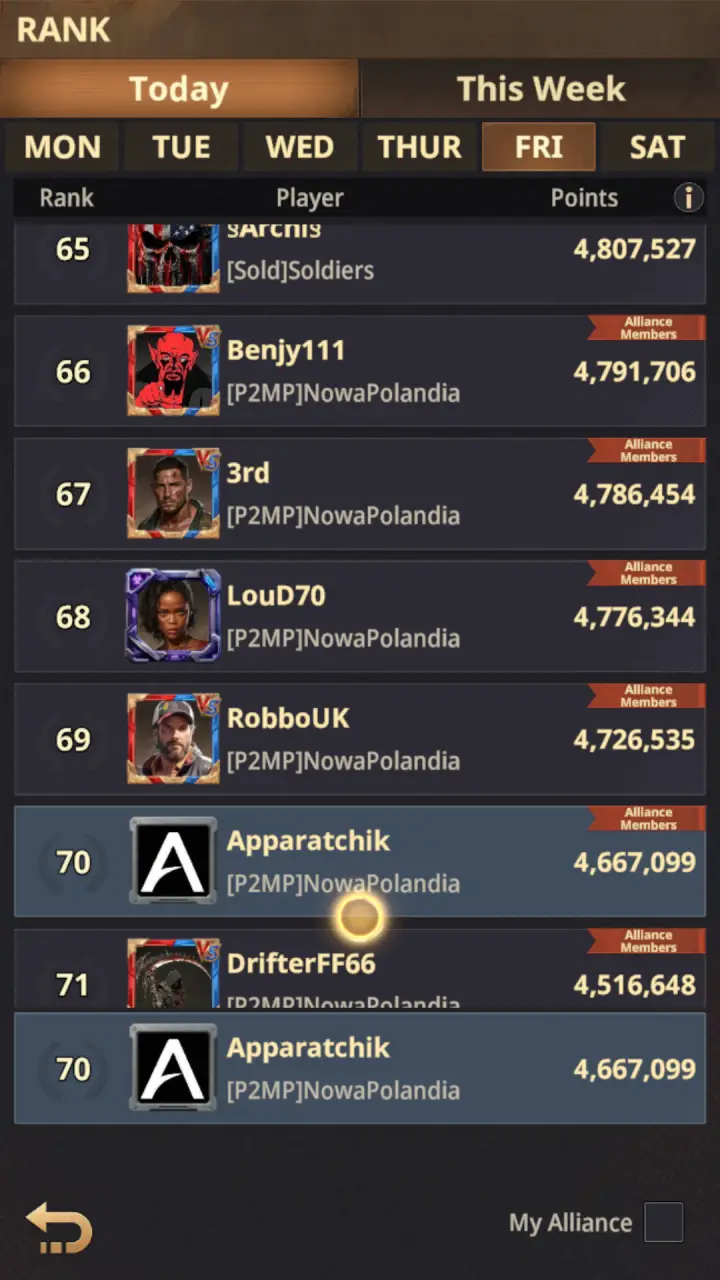 RANK
Today
This Week
MON
TUE
WED
THUR
FRI
SAT
Rank
Player
Points
i
65
§Archi§
[Sold]Soldiers
4,807,527
Alliance
Members
66
Benjy111
[P2MP]NowaPolandia
4,791,706
Alliance
Members
67
3rd
[P2MP]NowaPolandia
4,786,454
Alliance
Members
68
LouD70
[P2MP]NowaPolandia
4,776,344
Alliance
Members
69
RobboUK
[P2MP]NowaPolandia
4,726,535
Alliance
Members
70
Apparatchik
[P2MP]NowaPolandia
4,667,099
Alliance
Members
71
DrifterFF66
[P2MP]NowaPolandia
4,516,648
70
Apparatchik
[P2MP]NowaPolandia
4,667,099
My Alliance